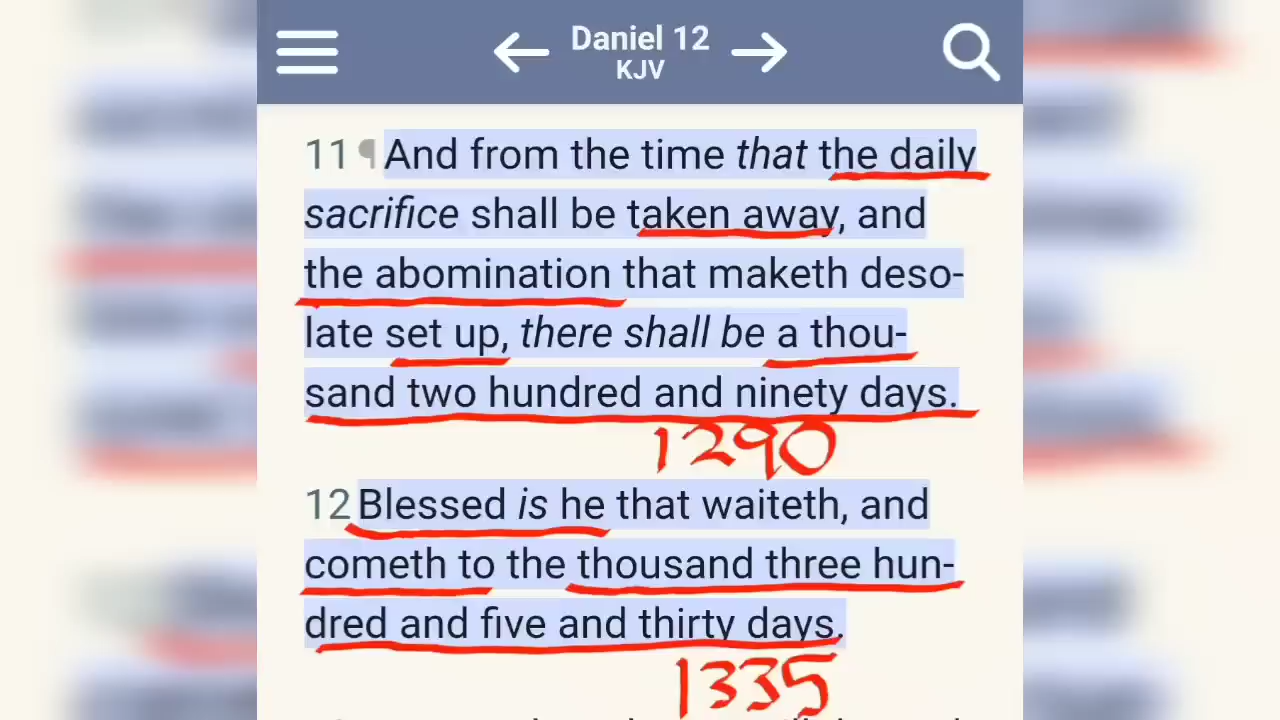 Daniel 12
KJV
11 ¶ And from the time that the daily
sacrifice shall be taken away, and
the abomination that maketh deso-
late set up, there shall be a thou-
sand two hundred and ninety days.
1290
12 Blessed is he that waiteth, and
cometh to the thousand three hun-
dred and five and thirty days.
1335